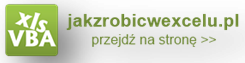 xls
VBA
jakzrobicwexcelu.pl
przejdź na stronę >>